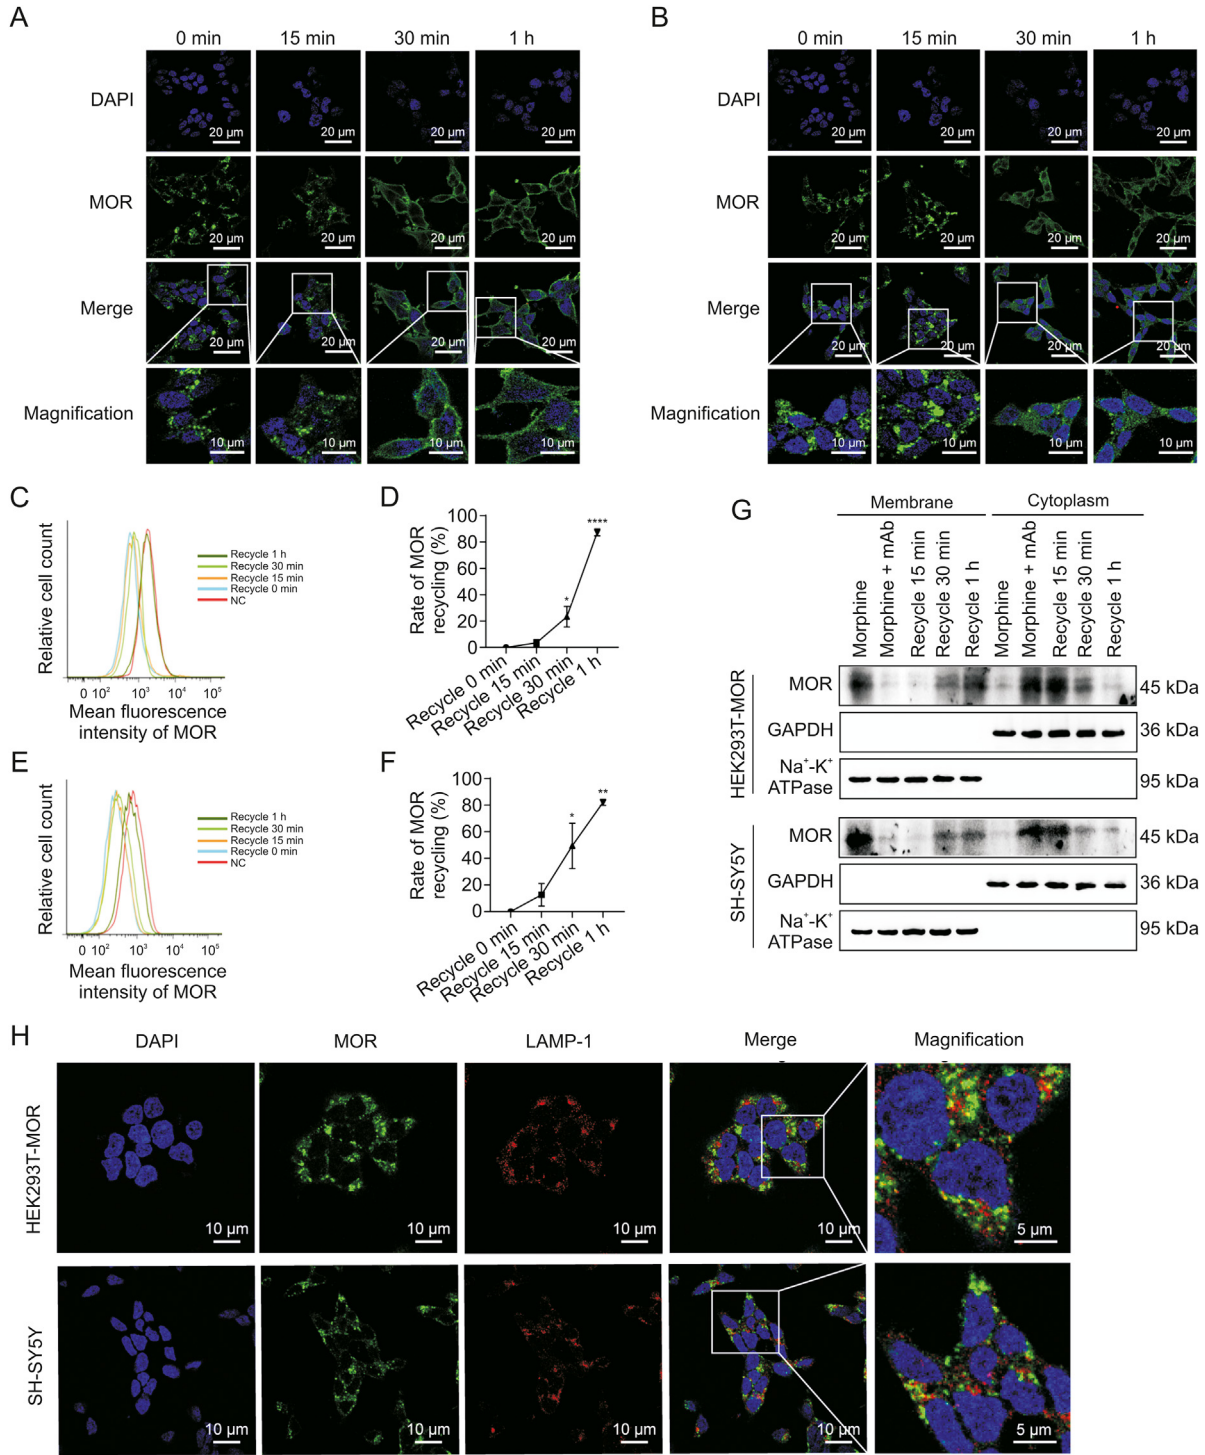 A
0 min 15 min 30 min 1 h
DAPI
20 µm 20 µm 20 µm 20 µm
MOR
20 µm 20 µm 20 µm 20 µm
Merge
20 µm 20 µm 20 µm 20 µm
Magnification
10 µm 10 µm 10 µm 10 µm
B
0 min 15 min 30 min 1 h
DAPI
20 µm 20 µm 20 µm 20 µm
MOR
20 µm 20 µm 20 µm 20 µm
Merge
20 µm 20 µm 20 µm 20 µm
Magnification
10 µm 10 µm 10 µm 10 µm
C
Relative cell count
Recycle 1 h
Recycle 30 min
Recycle 15 min
Recycle 0 min
NC
0 10² 10³ 10⁴ 10⁵
Mean fluorescence
intensity of MOR
D
Rate of MOR
recycling (%)
100
80
60
40
20
0
* ****
Recycle 0 min
Recycle 15 min
Recycle 30 min
Recycle 1 h
E
Relative cell count
Recycle 1 h
Recycle 30 min
Recycle 15 min
Recycle 0 min
NC
0 10² 10³ 10⁴ 10⁵
Mean fluorescence
intensity of MOR
F
Rate of MOR
recycling (%)
100
80
60
40
20
0
* **
Recycle 0 min
Recycle 15 min
Recycle 30 min
Recycle 1 h
G
Membrane Cytoplasm
Morphine
Morphine + mAb
Recycle 15 min
Recycle 30 min
Recycle 1 h
Morphine
Morphine + mAb
Recycle 15 min
Recycle 30 min
Recycle 1 h
HEK293T-MOR
MOR 45 kDa
GAPDH 36 kDa
Na⁺-K⁺
ATPase 95 kDa
SH-SY5Y
MOR 45 kDa
GAPDH 36 kDa
Na⁺-K⁺
ATPase 95 kDa
H
DAPI MOR LAMP-1 Merge Magnification
HEK293T-MOR
10 µm 10 µm 10 µm 10 µm 5 µm
SH-SY5Y
10 µm 10 µm 10 µm 10 µm 5 µm